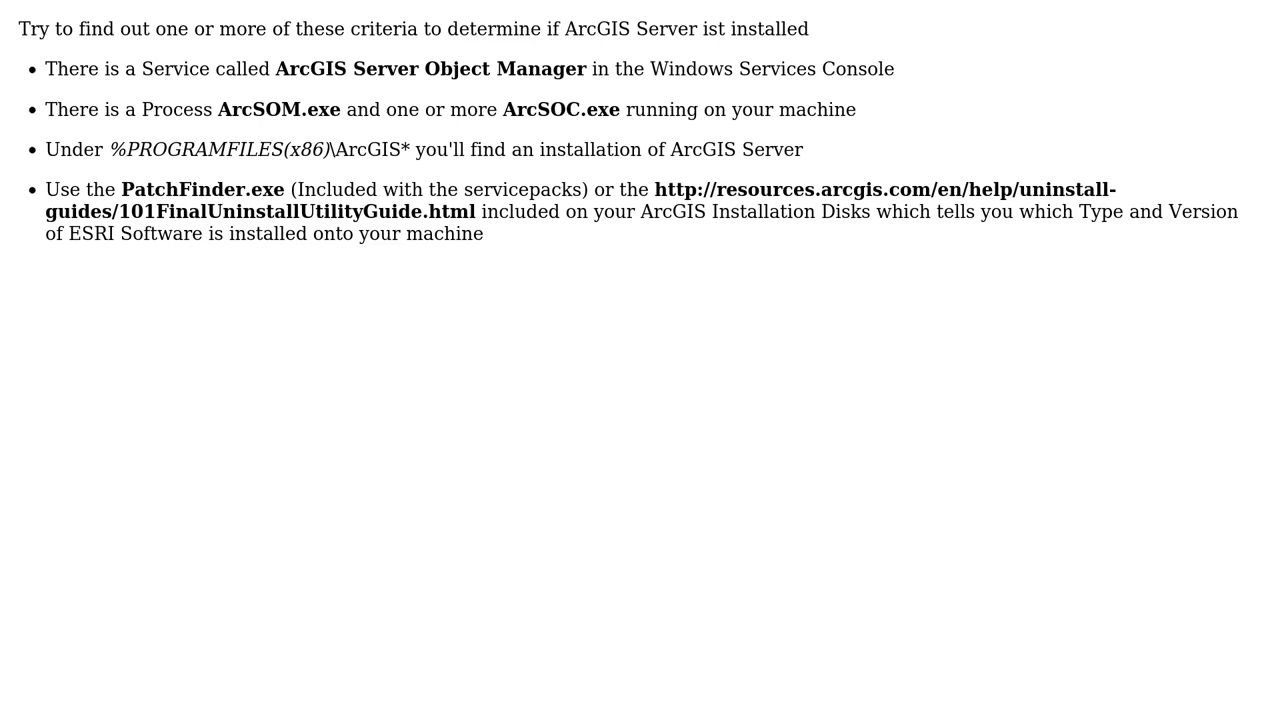 Try to find out one or more of these criteria to determine if ArcGIS Server ist installed
• There is a Service called ArcGIS Server Object Manager in the Windows Services Console
• There is a Process ArcSOM.exe and one or more ArcSOC.exe running on your machine
• Under %PROGRAMFILES(x86)\ArcGIS* you'll find an installation of ArcGIS Server
• Use the PatchFinder.exe (Included with the servicepacks) or the http://resources.arcgis.com/en/help/uninstall-
guides/101FinalUninstallUtilityGuide.html included on your ArcGIS Installation Disks which tells you which Type and Version
of ESRI Software is installed onto your machine